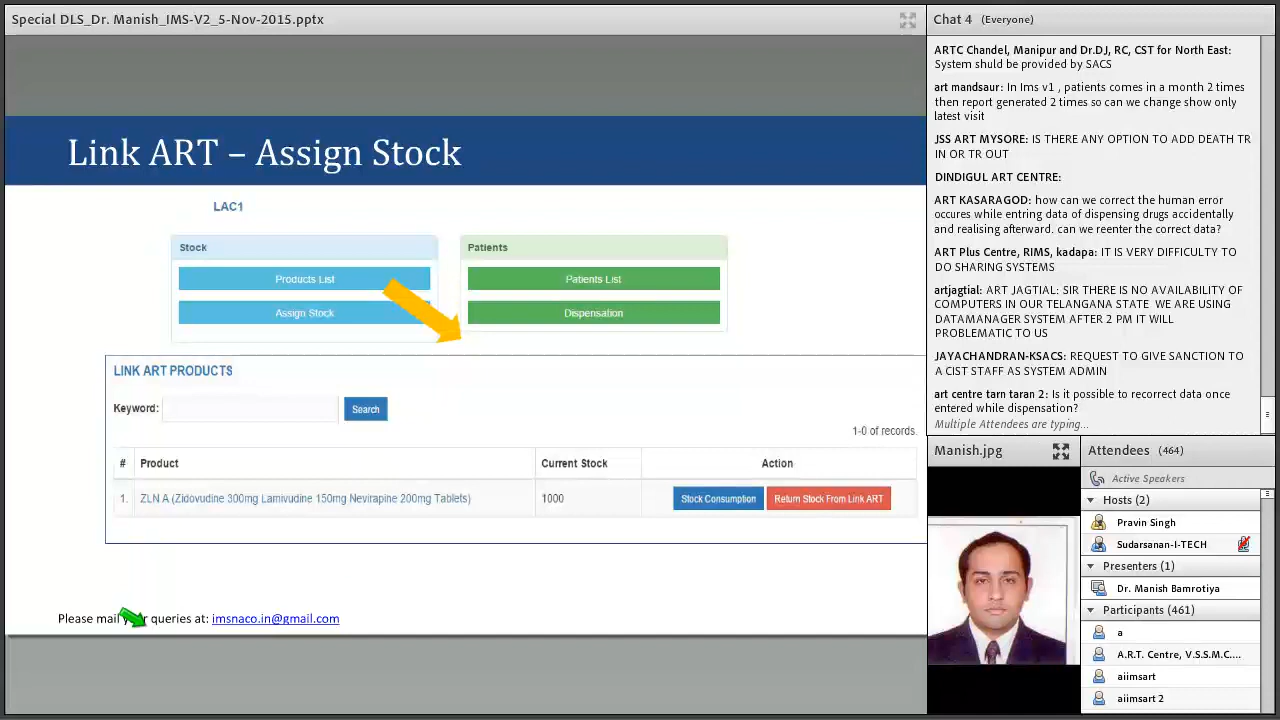 Special DLS_Dr. Manish_IMS-V2_5-Nov-2015.pptx
Link ART – Assign Stock
LAC1
Stock
Products List
Assign Stock
Patients
Patients List
Dispensation
LINK ART PRODUCTS
Keyword:
Search
1-0 of records.
# Product Current Stock Action
1. ZLN A (Zidovudine 300mg Lamivudine 150mg Nevirapine 200mg Tablets) 1000 Stock Consumption Return Stock From Link ART
Please mail queries at: imsnaco.in@gmail.com
Chat 4 (Everyone)
ARTC Chandel, Manipur and Dr.DJ, RC, CST for North East:
System shuld be provided by SACS
art mandsaur: In Ims v1 , patients comes in a month 2 times
then report generated 2 times so can we change show only
latest visit
JSS ART MYSORE: IS THERE ANY OPTION TO ADD DEATH TR
IN OR TR OUT
DINDIGUL ART CENTRE:
ART KASARAGOD: how can we correct the human error
occures while entring data of dispensing drugs accidentally
and realising afterward. can we reenter the correct data?
ART Plus Centre, RIMS, kadapa: IT IS VERY DIFFICULTY TO
DO SHARING SYSTEMS
artjagtial: ART JAGTIAL: SIR THERE IS NO AVAILABILITY OF
COMPUTERS IN OUR TELANGANA STATE WE ARE USING
DATAMANAGER SYSTEM AFTER 2 PM IT WILL
PROBLEMATIC TO US
JAYACHANDRAN-KSACS: REQUEST TO GIVE SANCTION TO
A CIST STAFF AS SYSTEM ADMIN
art centre tarn taran 2: Is it possible to recorrect data once
entered while dispensation?
Multiple Attendees are typing...
Manish.jpg
Attendees (464)
Active Speakers
Hosts (2)
Pravin Singh
Sudarsanan-I-TECH
Presenters (1)
Dr. Manish Bamrotiya
Participants (461)
a
A.R.T. Centre, V.S.S.M.C....
aiimsart
aiimsart 2